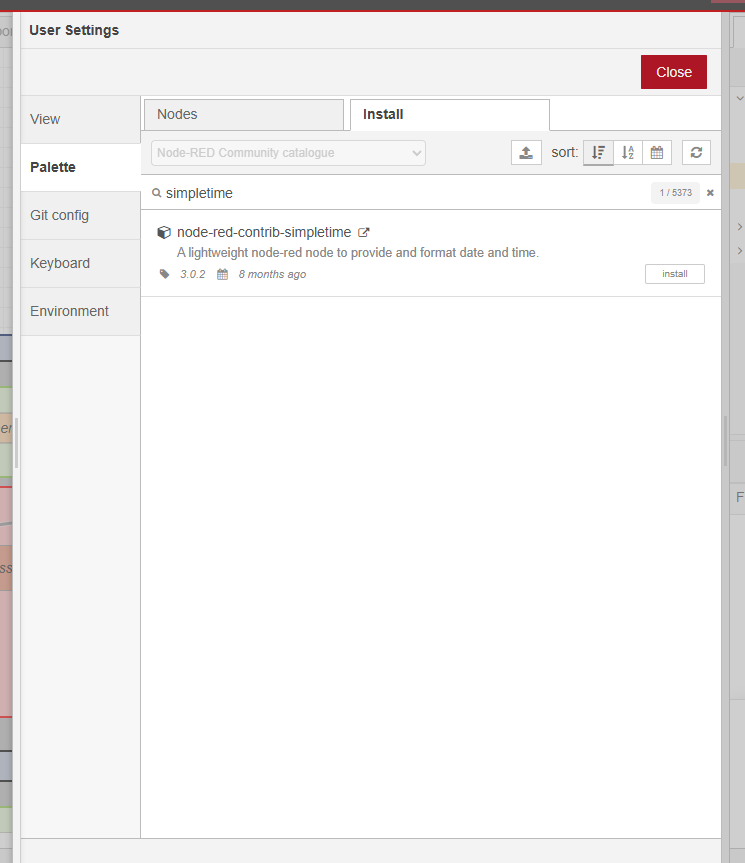 User Settings
Close
View
Palette
Git config
Keyboard
Environment
Nodes
Install
Node-RED Community catalogue
sort:
simpletime
1 / 5373
node-red-contrib-simpletime
A lightweight node-red node to provide and format date and time.
3.0.2 8 months ago
install
F